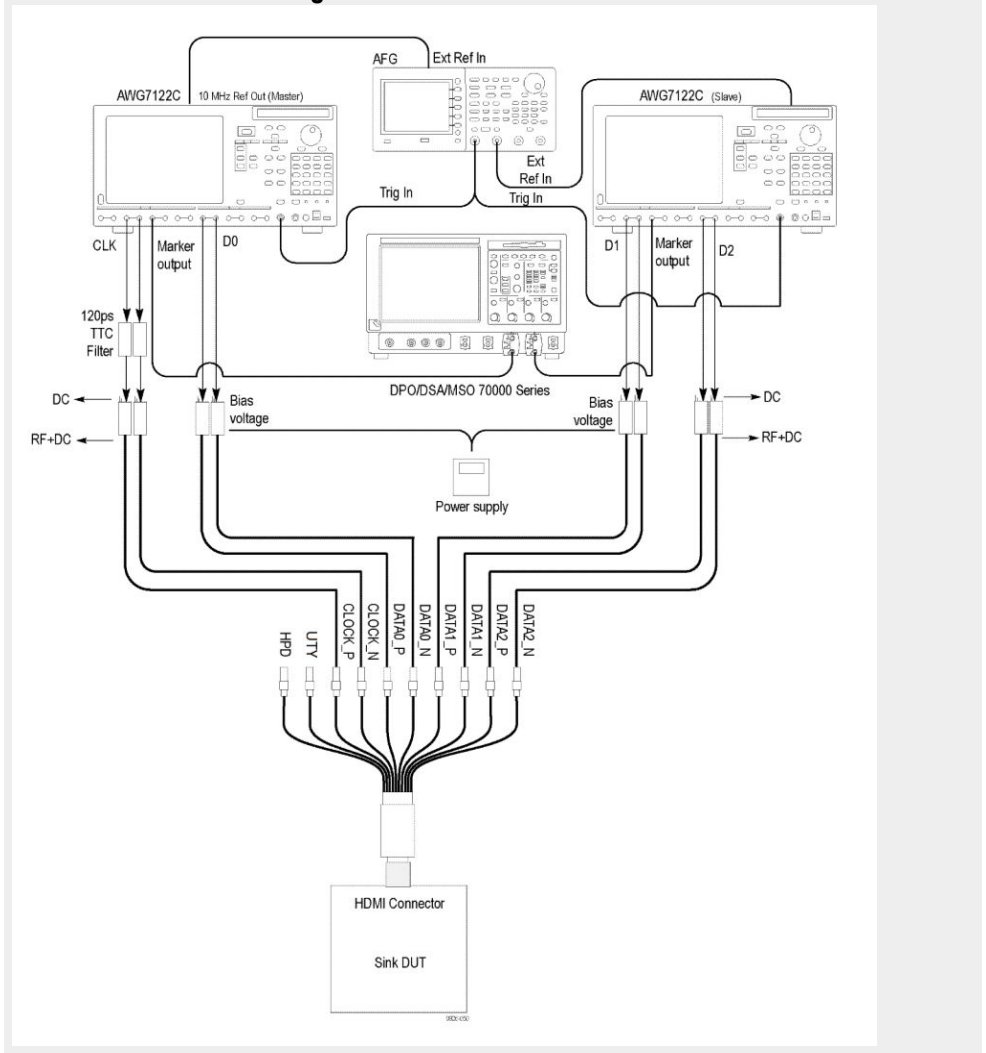 AFG
Ext Ref In
AWG7122C
10 MHz Ref Out (Master)
AWG7122C (Slave)
Ext
Ref In
Trig In
Trig In
CLK
Marker
output
D0
D1
Marker
output
D2
120ps
TTC
Filter
DPO/DSA/MSO 70000 Series
DC
Bias
voltage
Bias
voltage
DC
RF+DC
RF+DC
Power supply
HPD
UTY
CLOCK_P
CLOCK_N
DATA0_P
DATA0_N
DATA1_P
DATA1_N
DATA2_P
DATA2_N
HDMI Connector
Sink DUT